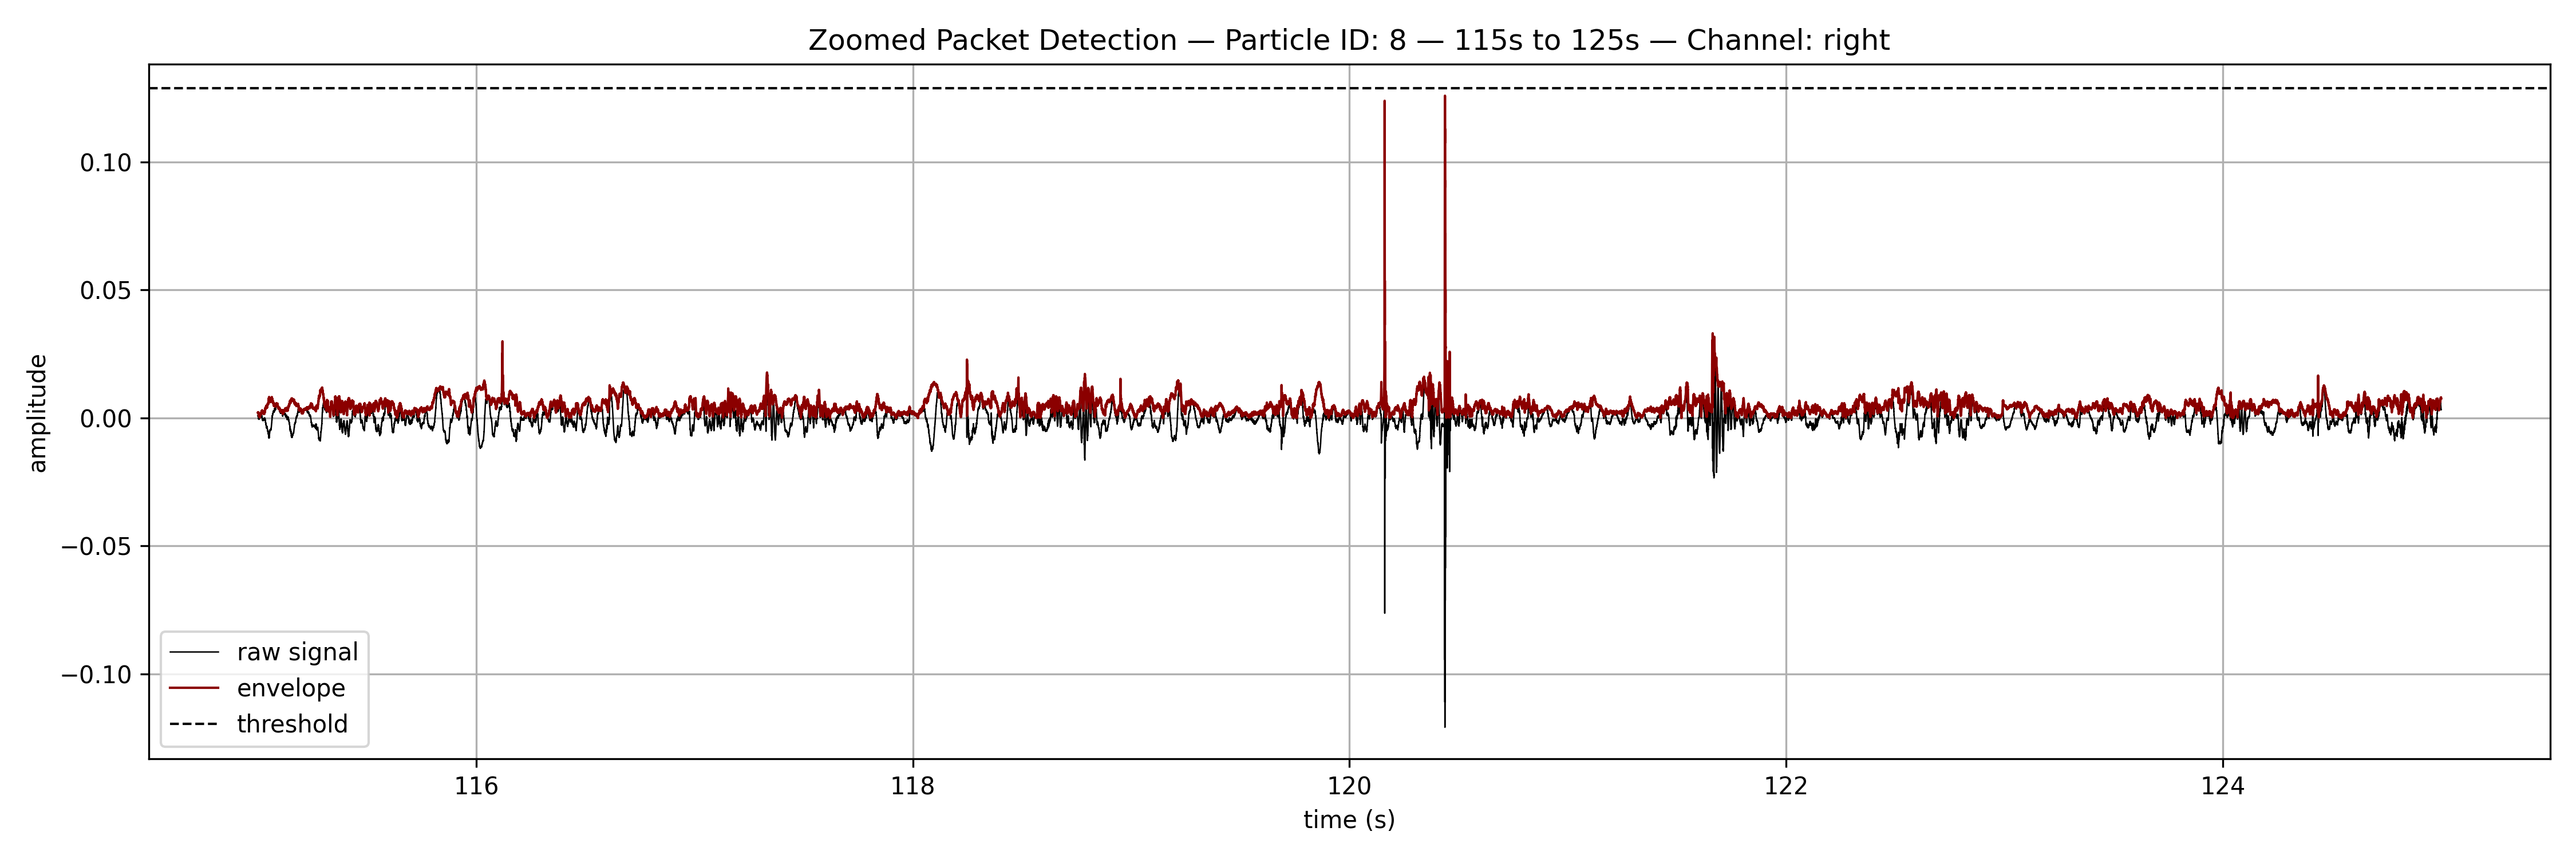 Zoomed Packet Detection — Particle ID: 8 — 115s to 125s — Channel: right
amplitude
0.10
0.05
0.00
−0.05
−0.10
raw signal
envelope
threshold
116
118
120
122
124
time (s)